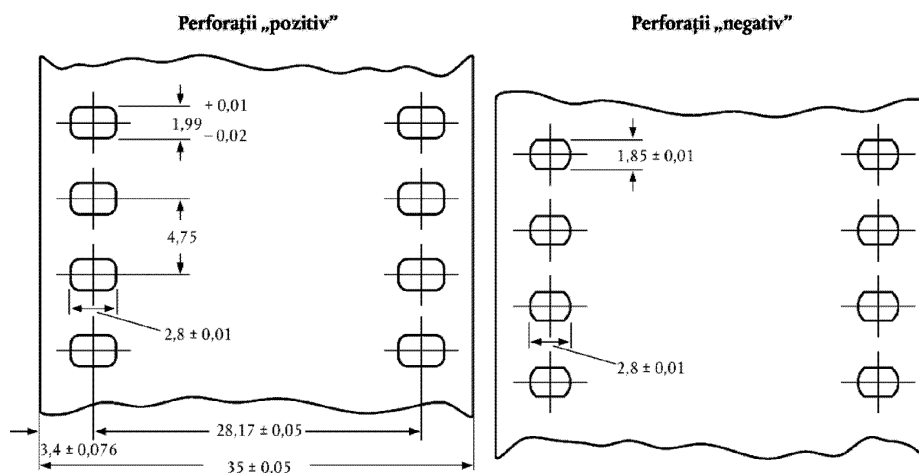 Perforații „pozitiv”
+ 0,01
1,99
− 0,02
4,75
2,8 ± 0,01
28,17 ± 0,05
3,4 ± 0,076
35 ± 0.05
Perforații „negativ”
1,85 ± 0,01
2,8 ± 0,01